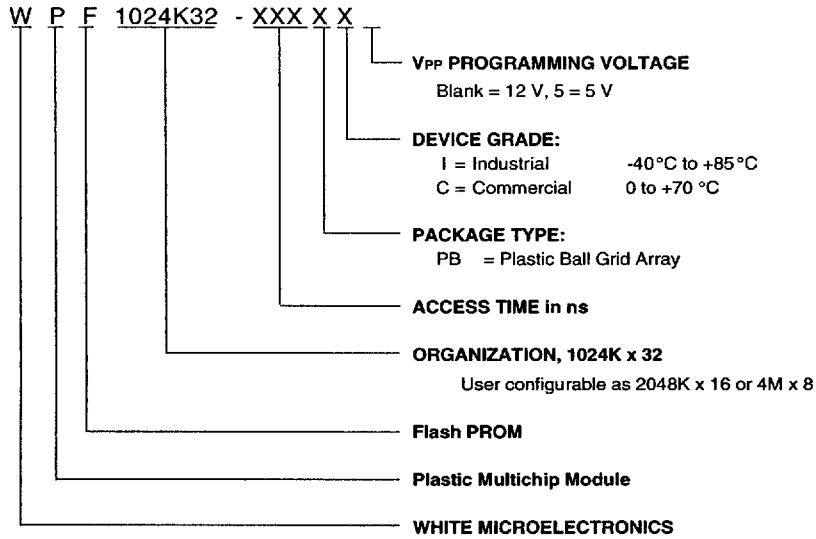 W P F 1024K32 - XXX X X _
VPP PROGRAMMING VOLTAGE
Blank = 12 V, 5 = 5 V
DEVICE GRADE:
I = Industrial -40°C to +85°C
C = Commercial 0 to +70 °C
PACKAGE TYPE:
PB = Plastic Ball Grid Array
ACCESS TIME in ns
ORGANIZATION, 1024K x 32
User configurable as 2048K x 16 or 4M x 8
Flash PROM
Plastic Multichip Module
WHITE MICROELECTRONICS